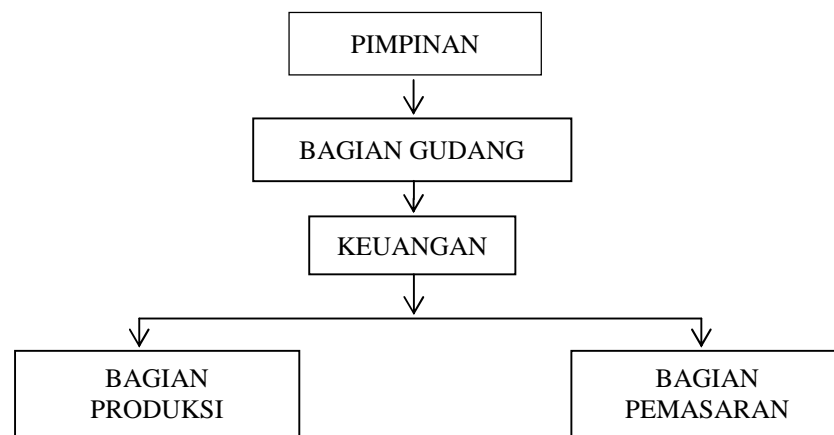 PIMPINAN
BAGIAN GUDANG
KEUANGAN
BAGIAN
PRODUKSI
BAGIAN
PEMASARAN